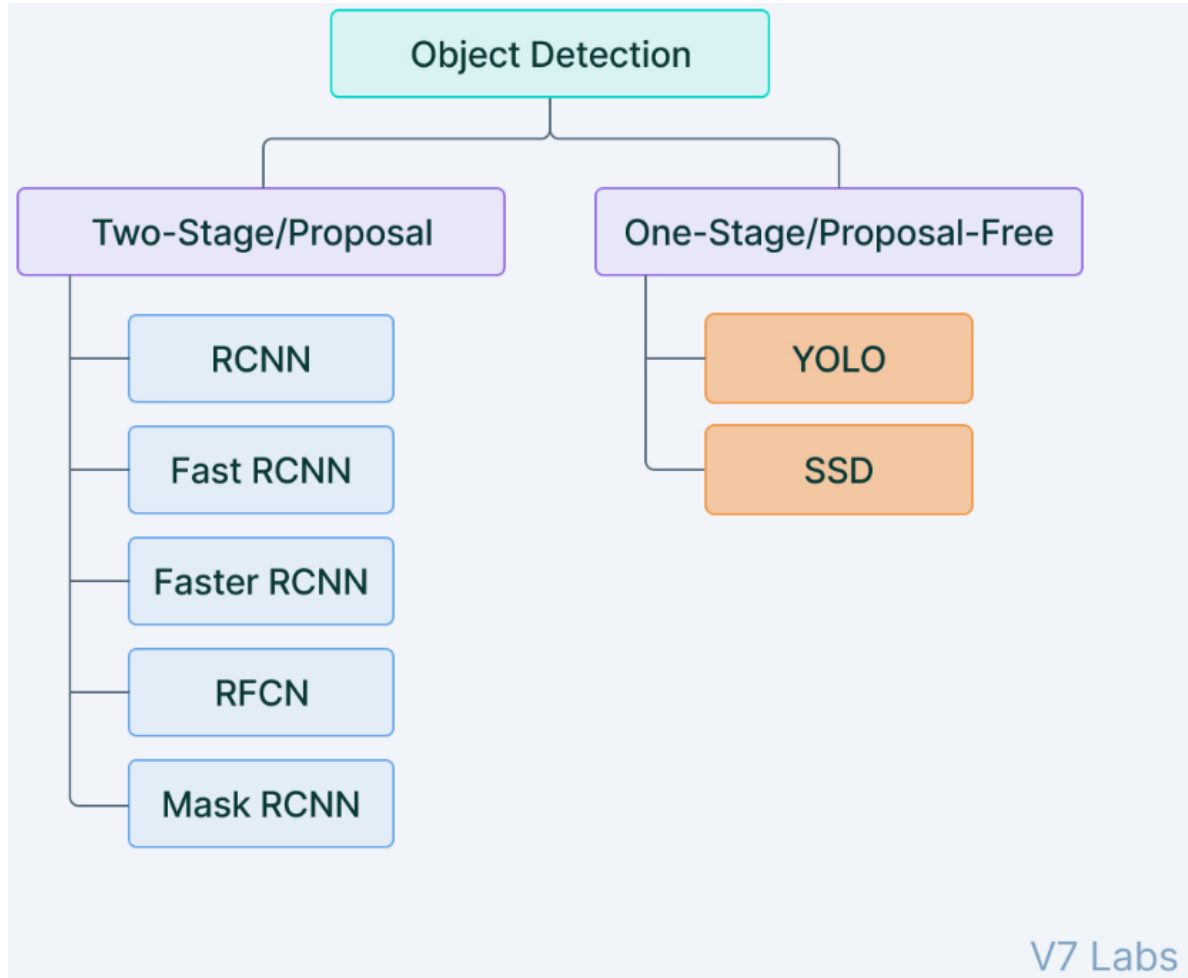 Object Detection
Two-Stage/Proposal
One-Stage/Proposal-Free
RCNN
Fast RCNN
Faster RCNN
RFCN
Mask RCNN
YOLO
SSD
V7 Labs